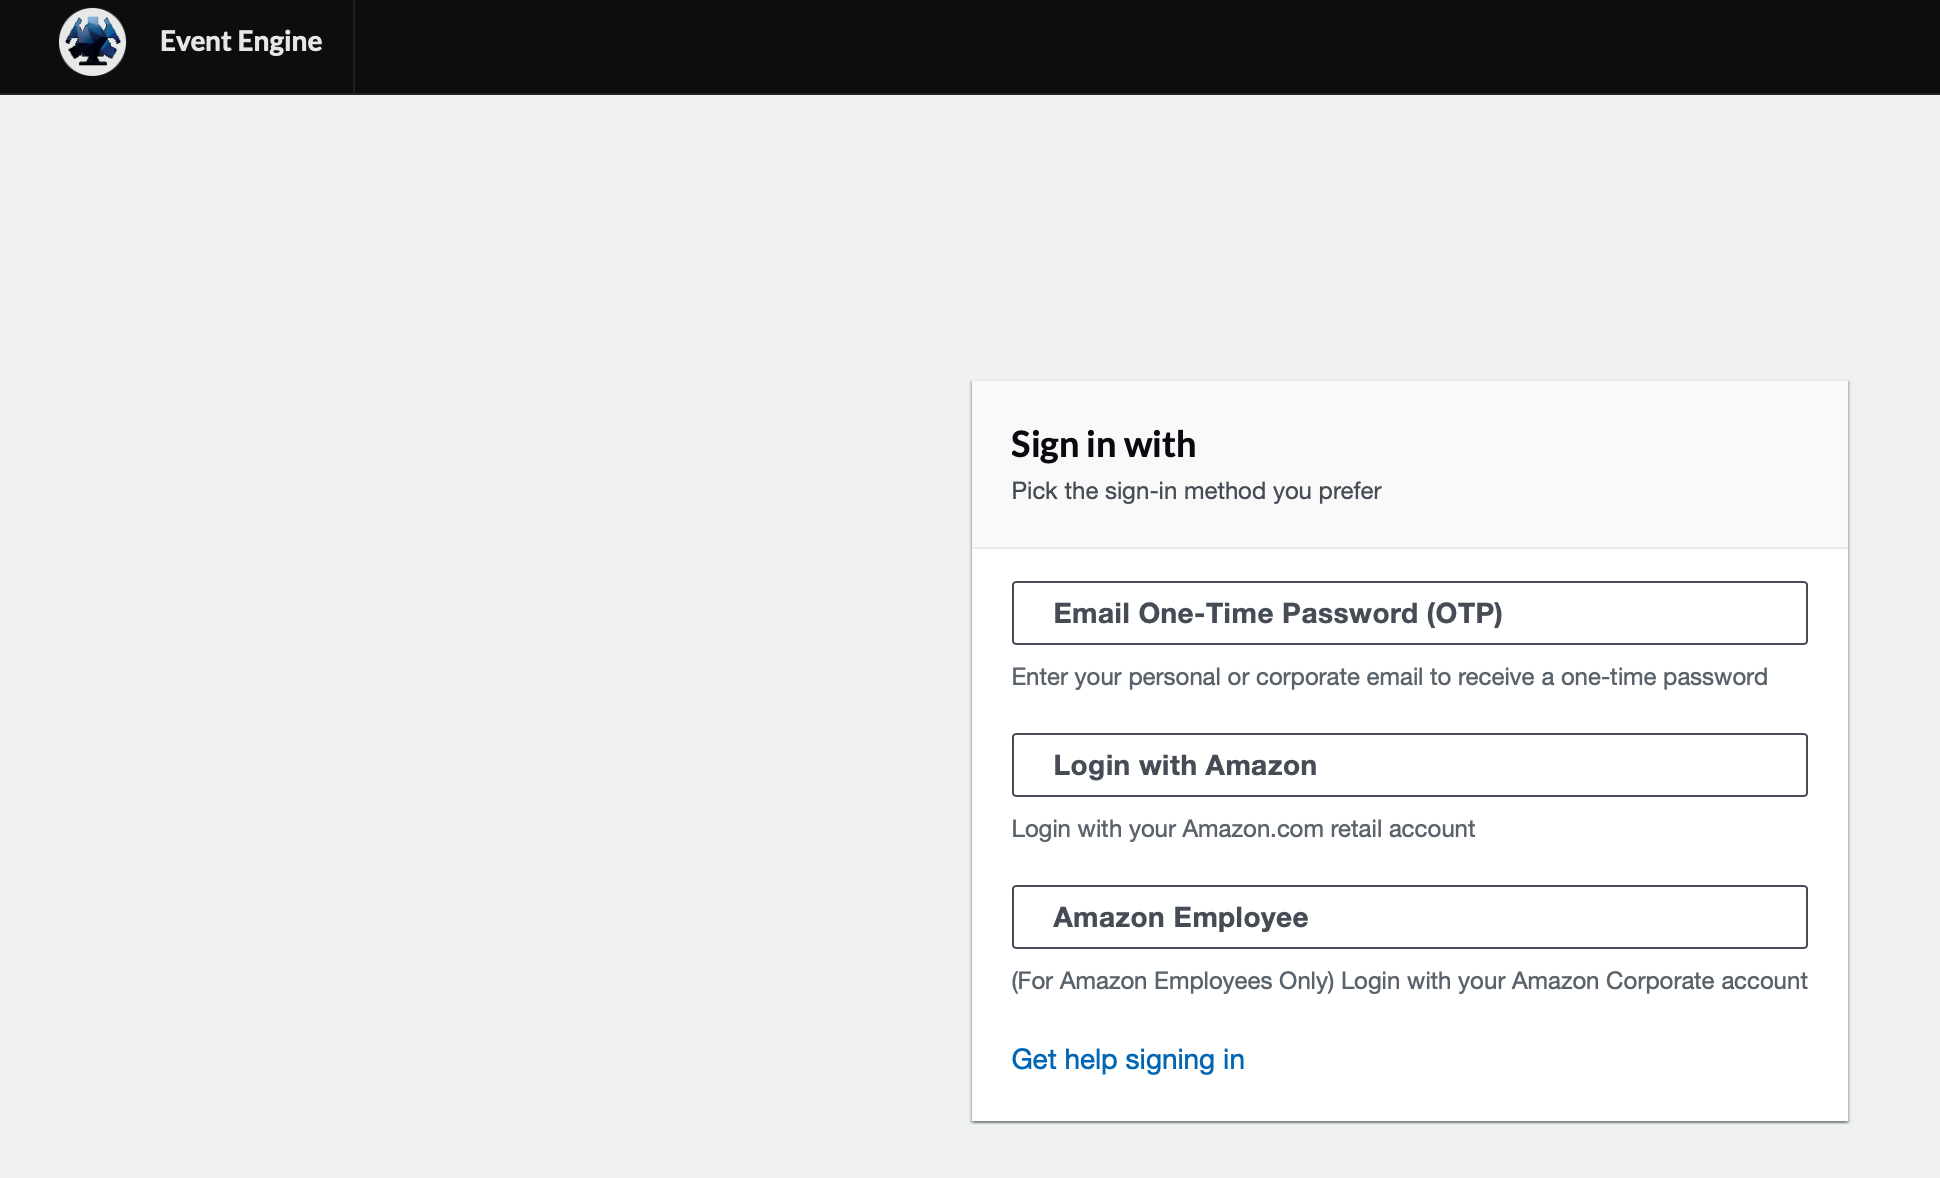 Event Engine
Sign in with
Pick the sign-in method you prefer
Email One-Time Password (OTP)
Enter your personal or corporate email to receive a one-time password
Login with Amazon
Login with your Amazon.com retail account
Amazon Employee
(For Amazon Employees Only) Login with your Amazon Corporate account
Get help signing in